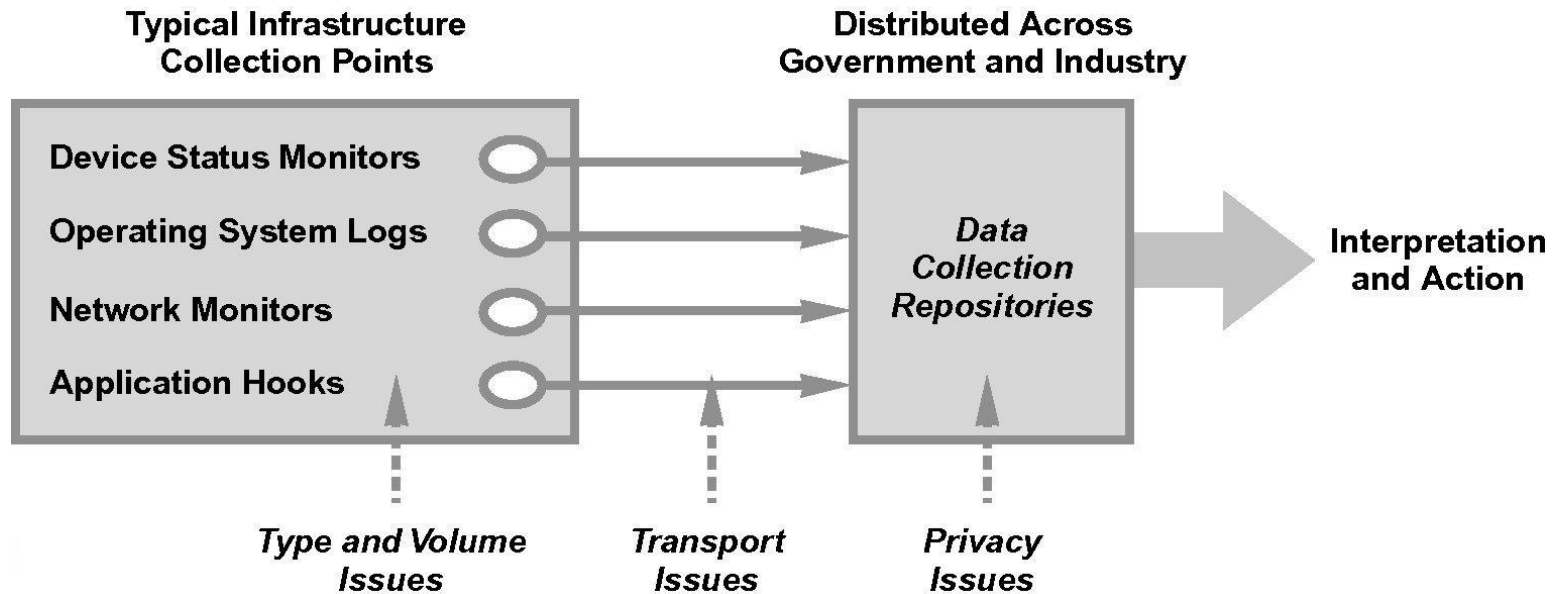 Typical Infrastructure
Collection Points
Distributed Across
Government and Industry
Device Status Monitors
Operating System Logs
Network Monitors
Application Hooks
Data
Collection
Repositories
Interpretation
and Action
Type and Volume
Issues
Transport
Issues
Privacy
Issues